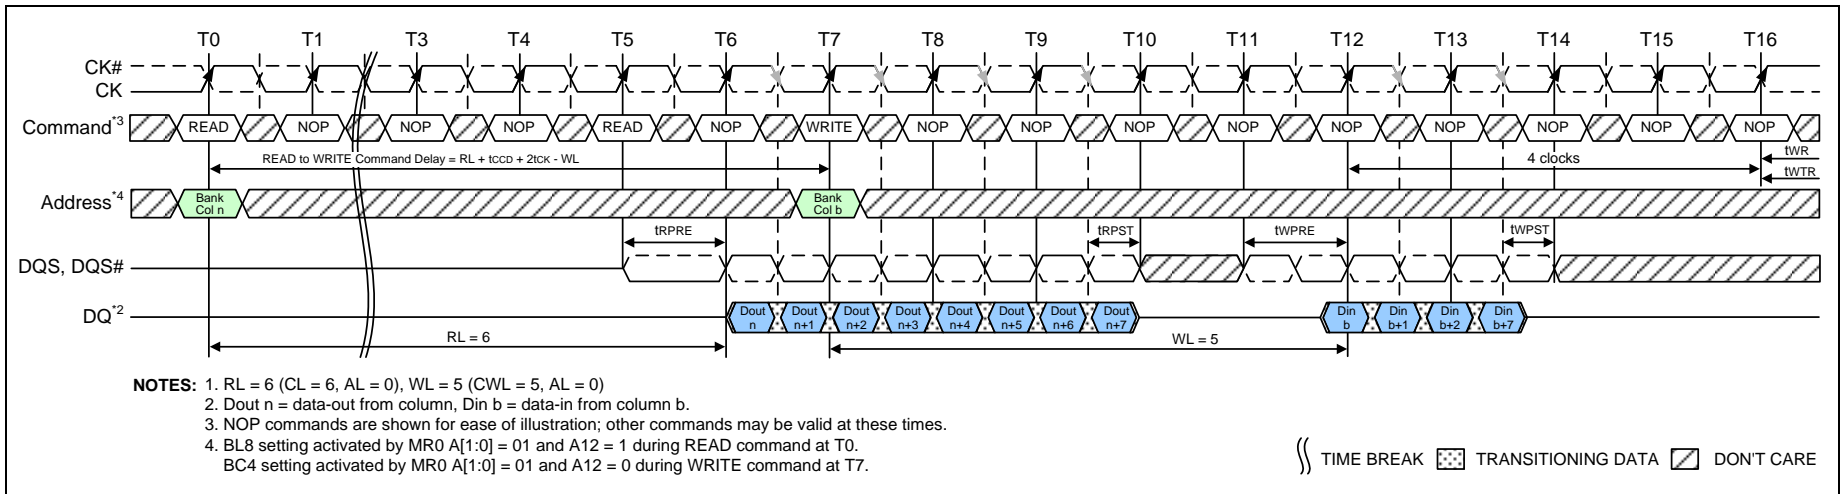 T0 T1 T3 T4 T5 T6 T7 T8 T9 T10 T11 T12 T13 T14 T15 T16
CK#
CK
Command*3 READ NOP NOP NOP READ NOP WRITE NOP NOP NOP NOP NOP NOP NOP NOP NOP
READ to WRITE Command Delay = RL + tCCD + 2tCK - WL 4 clocks tWR
tWTR
Address*4 Bank Col n Bank Col b
tRPRE tRPST tWPRE tWPST
DQS, DQS#
DQ*2 Dout n Dout n+1 Dout n+2 Dout n+3 Dout n+4 Dout n+5 Dout n+6 Dout n+7 Din b Din b+1 Din b+2 Din b+7
RL = 6 WL = 5
NOTES: 1. RL = 6 (CL = 6, AL = 0), WL = 5 (CWL = 5, AL = 0)
2. Dout n = data-out from column, Din b = data-in from column b.
3. NOP commands are shown for ease of illustration; other commands may be valid at these times.
4. BL8 setting activated by MR0 A[1:0] = 01 and A12 = 1 during READ command at T0.
BC4 setting activated by MR0 A[1:0] = 01 and A12 = 0 during WRITE command at T7.
TIME BREAK TRANSITIONING DATA DON'T CARE